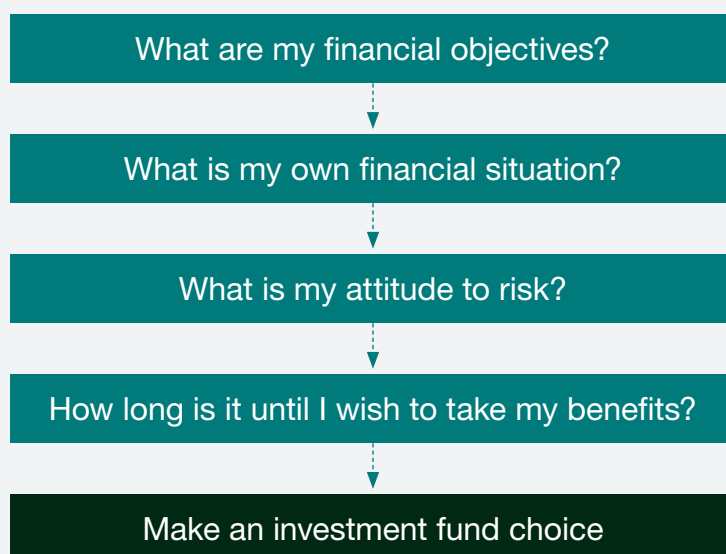 What are my financial objectives?
What is my own financial situation?
What is my attitude to risk?
How long is it until I wish to take my benefits?
Make an investment fund choice